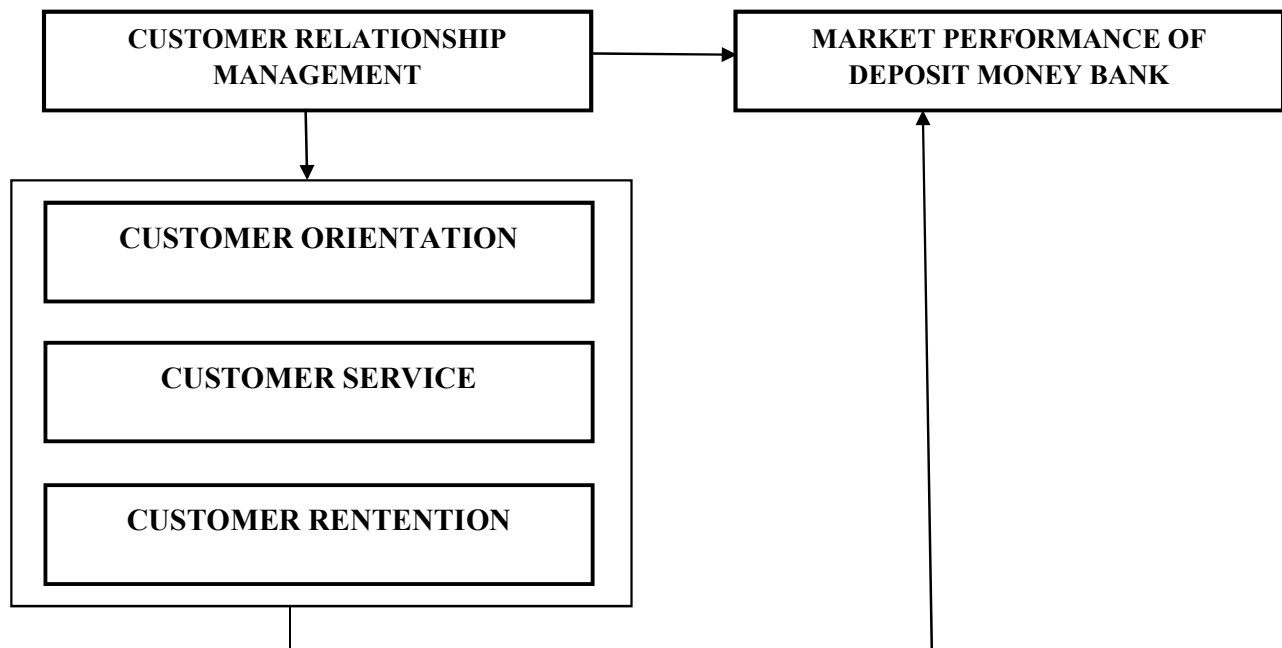 CUSTOMER RELATIONSHIP
MANAGEMENT
MARKET PERFORMANCE OF
DEPOSIT MONEY BANK
CUSTOMER ORIENTATION
CUSTOMER SERVICE
CUSTOMER RENTENTION